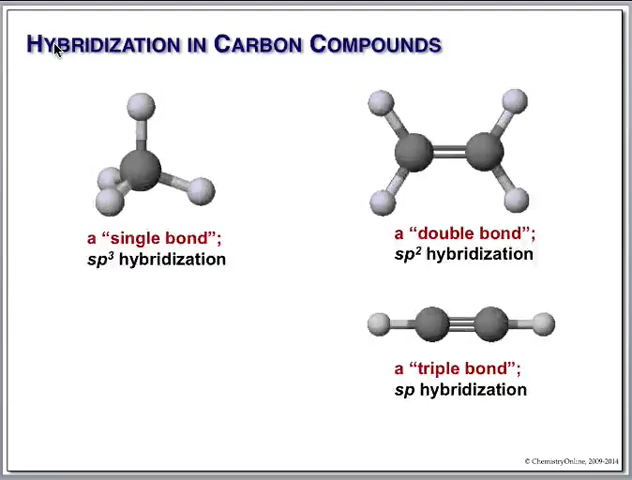 HYBRIDIZATION IN CARBON COMPOUNDS
a “single bond”;
sp³ hybridization
a “double bond”;
sp² hybridization
a “triple bond”;
sp hybridization
© ChemistryOnline, 2009-2014